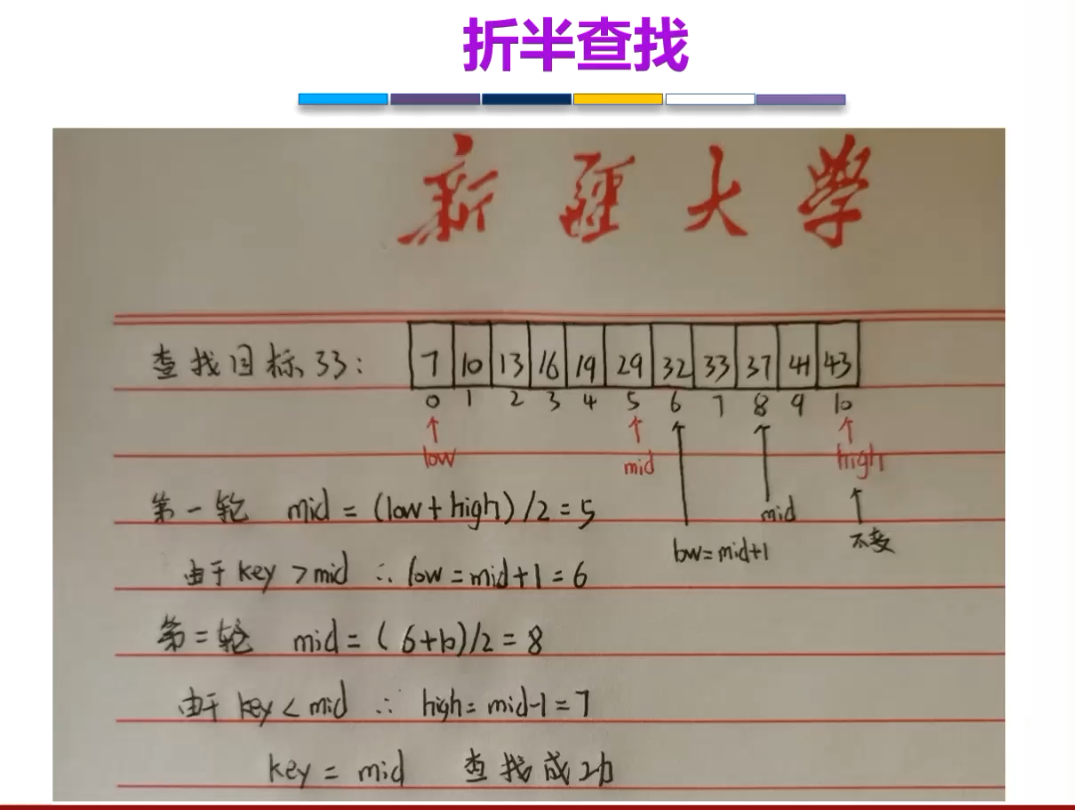 折半查找
新疆大学
查找目标33: 7 10 13 16 19 29 32 33 37 41 43
0 1 2 3 4 5 6 7 8 9 10
low mid high
mid
第一轮 mid = (low + high) /2 = 5
low = mid+1 不变
由于 key > mid ∴ low = mid + 1 = 6
第二轮 mid = ( 6+10)/2 = 8
由于 key < mid ∴ high = mid-1 = 7
key = mid 查找成功